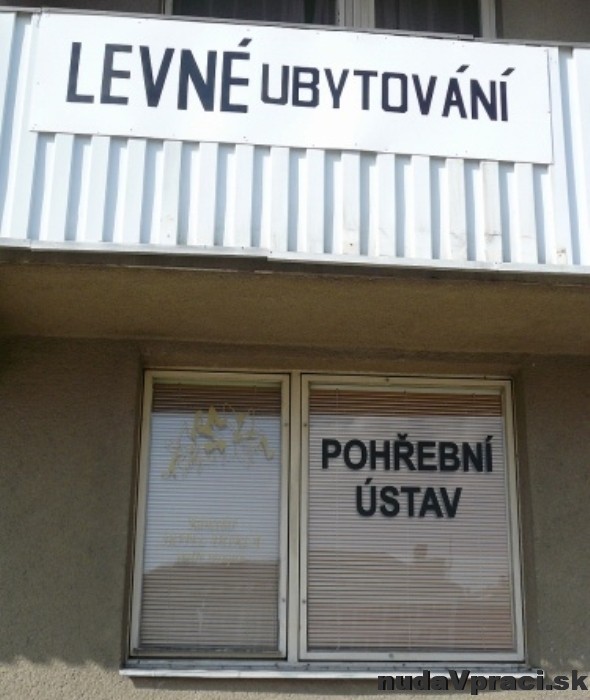 LEVNÉ UBYTOVÁNÍ
POHŘEBNÍ
ÚSTAV
nudaVpraci.sk